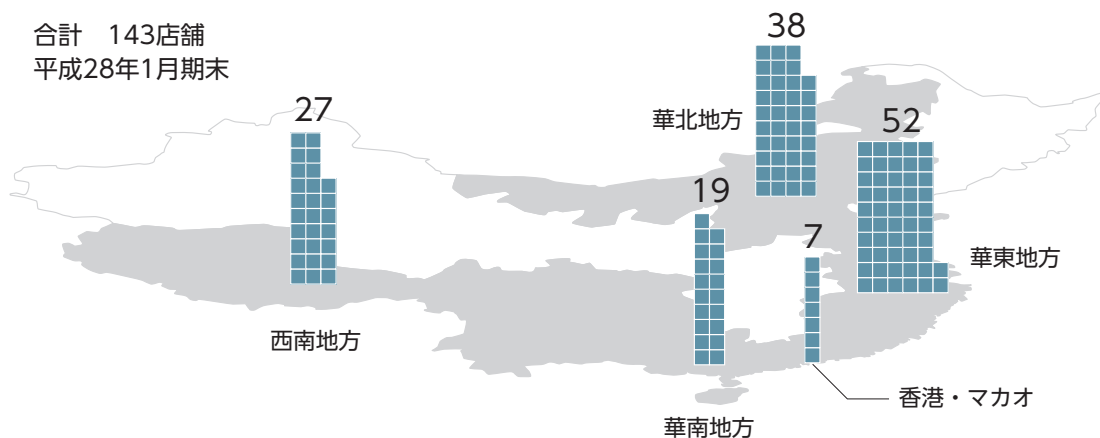 合計　143店舗
平成28年1月期末
38
華北地方
27
52
19
7
華東地方
西南地方
香港・マカオ
華南地方